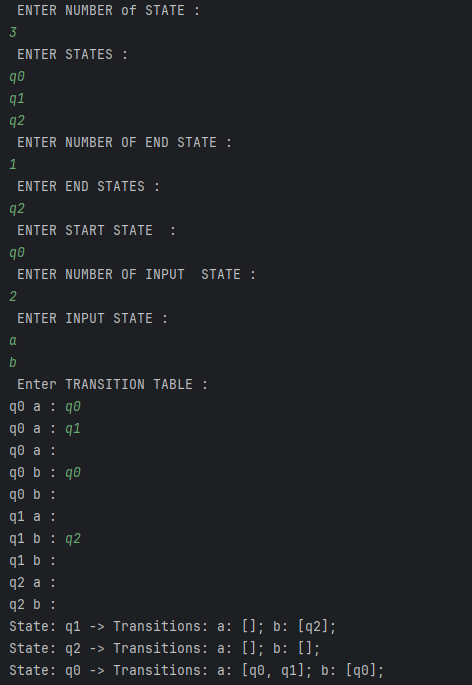 ENTER NUMBER of STATE :
3
ENTER STATES :
q0
q1
q2
ENTER NUMBER OF END STATE :
1
ENTER END STATES :
q2
ENTER START STATE  :
q0
ENTER NUMBER OF INPUT  STATE :
2
ENTER INPUT STATE :
a
b
Enter TRANSITION TABLE :
q0 a : q0
q0 a : q1
q0 a :
q0 b : q0
q0 b :
q1 a :
q1 b : q2
q1 b :
q2 a :
q2 b :
State: q1 -> Transitions: a: []; b: [q2];
State: q2 -> Transitions: a: []; b: [];
State: q0 -> Transitions: a: [q0, q1]; b: [q0];